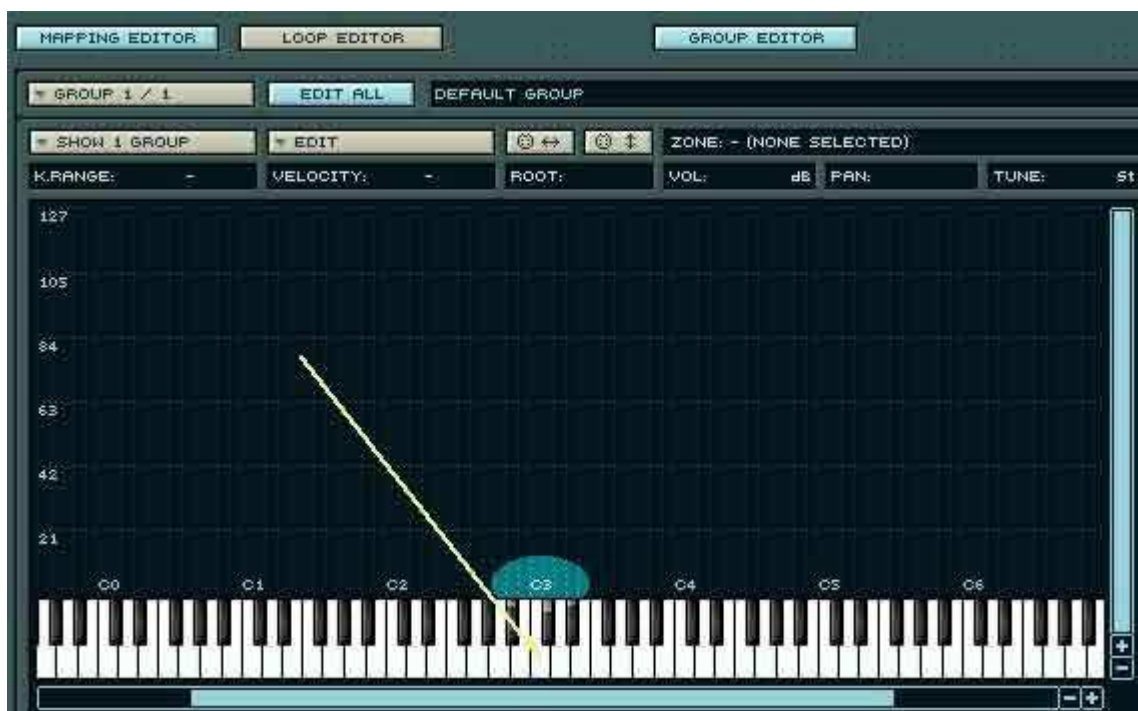 MAPPING EDITOR LOOP EDITOR GROUP EDITOR
GROUP 1 / 1 EDIT ALL DEFAULT GROUP
SHOW 1 GROUP EDIT ZONE: - (NONE SELECTED)
K.RANGE: - VELOCITY: - ROOT: VOL: dB PAN: TUNE: St
127
105
84
63
42
21
C0 C1 C2 C3 C4 C5 C6